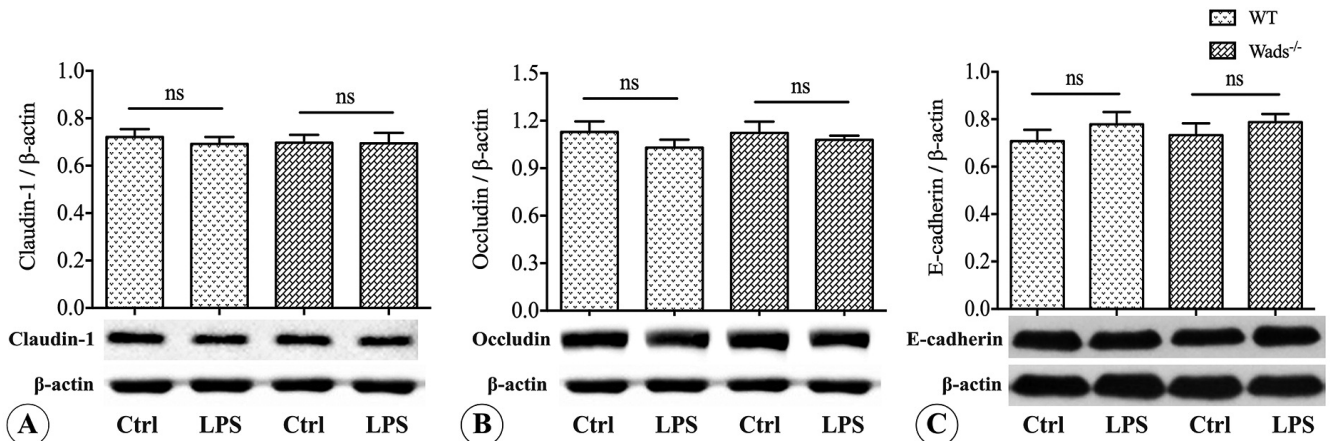 WT
Wads⁻/⁻
Claudin-1 / β-actin
1.0
0.8
0.6
0.4
0.2
0.0
ns
ns
Claudin-1
β-actin
A
Ctrl LPS Ctrl LPS
Occludin / β-actin
1.5
1.2
0.9
0.6
0.3
0.0
ns
ns
Occludin
β-actin
B
Ctrl LPS Ctrl LPS
E-cadherin / β-actin
1.0
0.8
0.6
0.4
0.2
0.0
ns
ns
E-cadherin
β-actin
C
Ctrl LPS Ctrl LPS